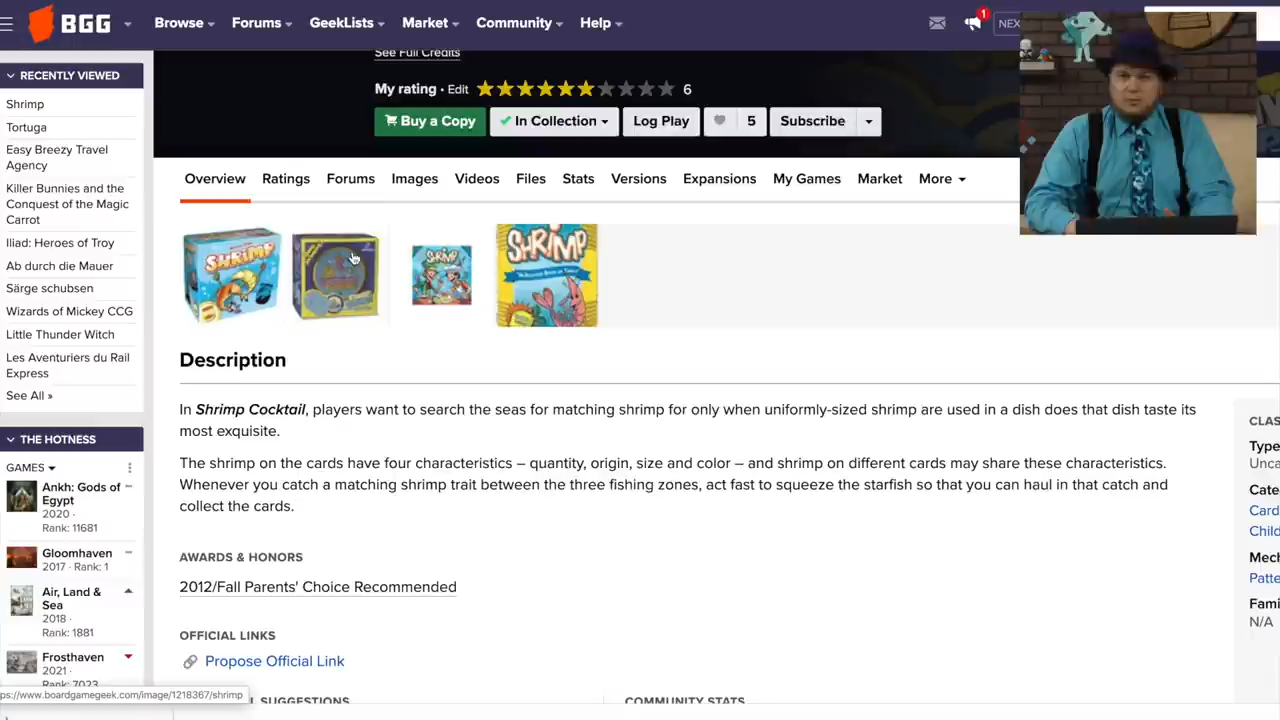 BGG
Browse
Forums
GeekLists
Market
Community
Help
1
NEX
RECENTLY VIEWED
Shrimp
Tortuga
Easy Breezy Travel
Agency
Killer Bunnies and the
Conquest of the Magic
Carrot
Iliad: Heroes of Troy
Ab durch die Mauer
Särge schubsen
Wizards of Mickey CCG
Little Thunder Witch
Les Aventuriers du Rail
Express
See All »
THE HOTNESS
GAMES
Ankh: Gods of
Egypt
2020 ·
Rank: 11681
Gloomhaven
2017 · Rank: 1
Air, Land &
Sea
2018 ·
Rank: 1881
Frosthaven
2021 ·
Rank: 7023
ps://www.boardgamegeek.com/image/1218367/shrimp
See Full Credits
My rating · Edit
6
Buy a Copy
In Collection
Log Play
5
Subscribe
Overview
Ratings
Forums
Images
Videos
Files
Stats
Versions
Expansions
My Games
Market
More
SHRIMP
SHRIMP
SHRIMP
Description
In Shrimp Cocktail, players want to search the seas for matching shrimp for only when uniformly-sized shrimp are used in a dish does that dish taste its
most exquisite.
The shrimp on the cards have four characteristics – quantity, origin, size and color – and shrimp on different cards may share these characteristics.
Whenever you catch a matching shrimp trait between the three fishing zones, act fast to squeeze the starfish so that you can haul in that catch and
collect the cards.
AWARDS & HONORS
2012/Fall Parents' Choice Recommended
OFFICIAL LINKS
Propose Official Link
L SUGGESTIONS
COMMUNITY STATS
CLAS
Type
Unca
Cate
Card
Child
Mech
Patte
Fami
N/A